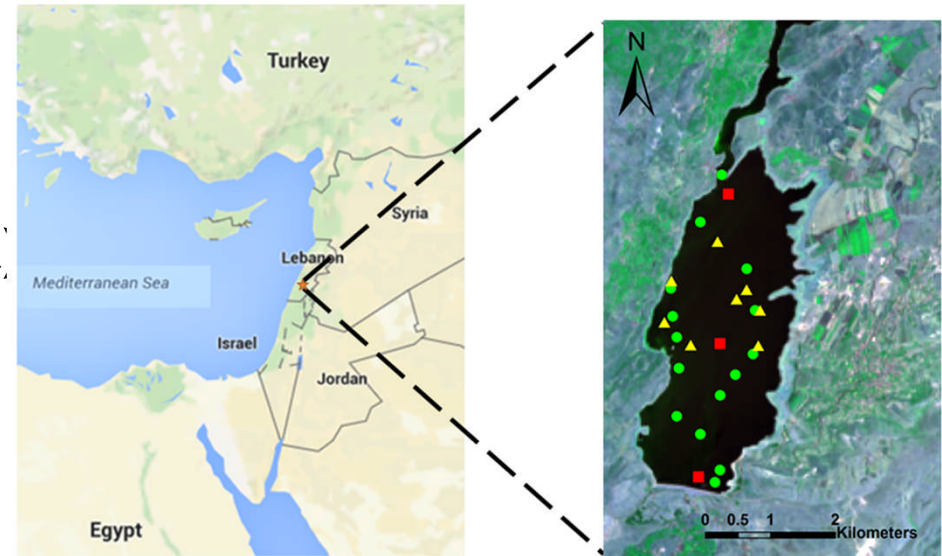 Turkey
Syria
Lebanon
Mediterranean Sea
Israel
Jordan
Egypt
N
0 0.5 1 2
Kilometers